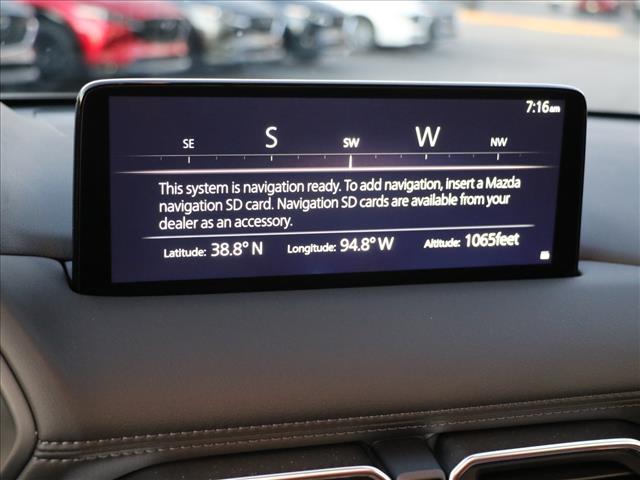 7:16am
SE S SW W NW
This system is navigation ready. To add navigation, insert a Mazda
navigation SD card. Navigation SD cards are available from your
dealer as an accessory.
Latitude: 38.8° N Longitude: 94.8° W Altitude: 1065feet